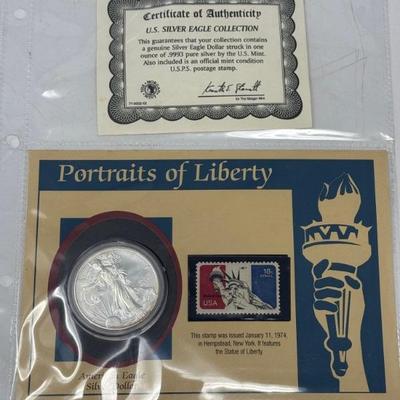 Certificate of Authenticity
U.S. SILVER EAGLE COLLECTION
This guarantees that your collection contains
a genuine Silver Eagle Dollar struck in one
ounce of .9993 pure silver by the U.S. Mint.
Also included is an official mint condition
U.S.P.S. postage stamp.
Portraits of Liberty
18c
USA
This stamp was issued January 11, 1974,
in Hempstead, New York. It features
the Statue of Liberty
American Eagle
Silver Dollar